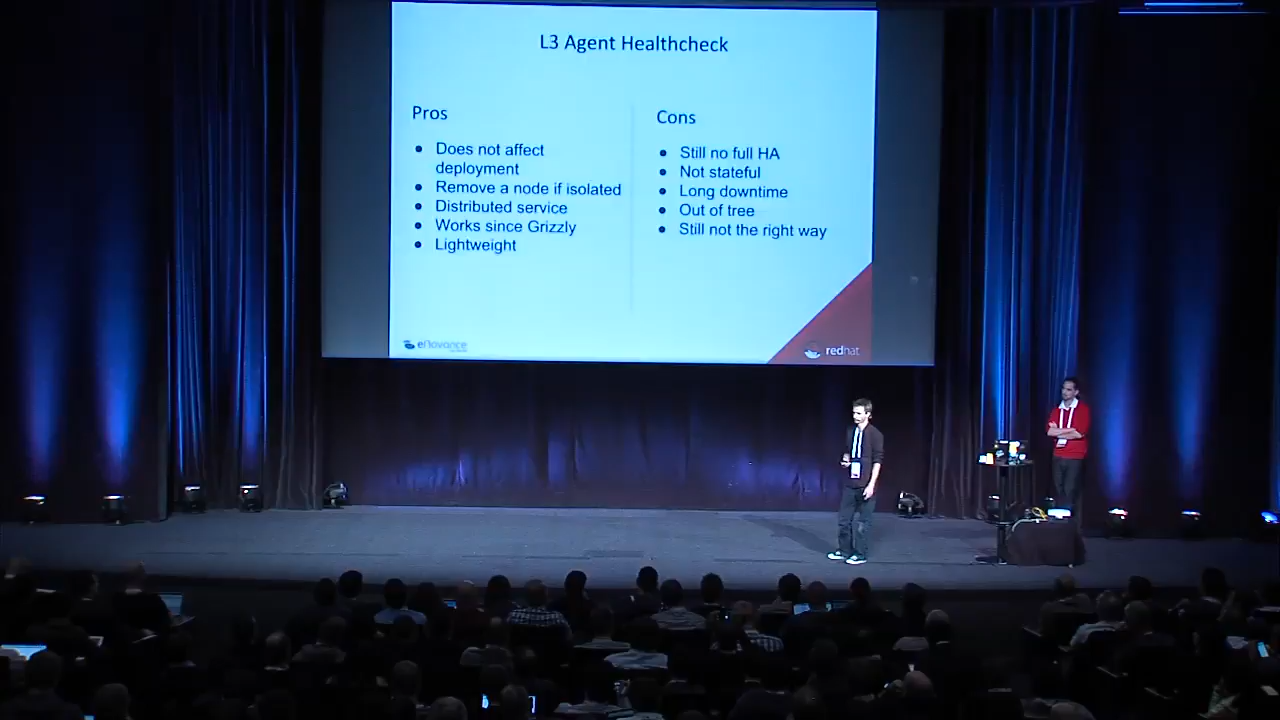 L3 Agent Healthcheck
Pros
● Does not affect
deployment
● Remove a node if isolated
● Distributed service
● Works since Grizzly
● Lightweight
Cons
● Still no full HA
● Not stateful
● Long downtime
● Out of tree
● Still not the right way
eNovance
redhat